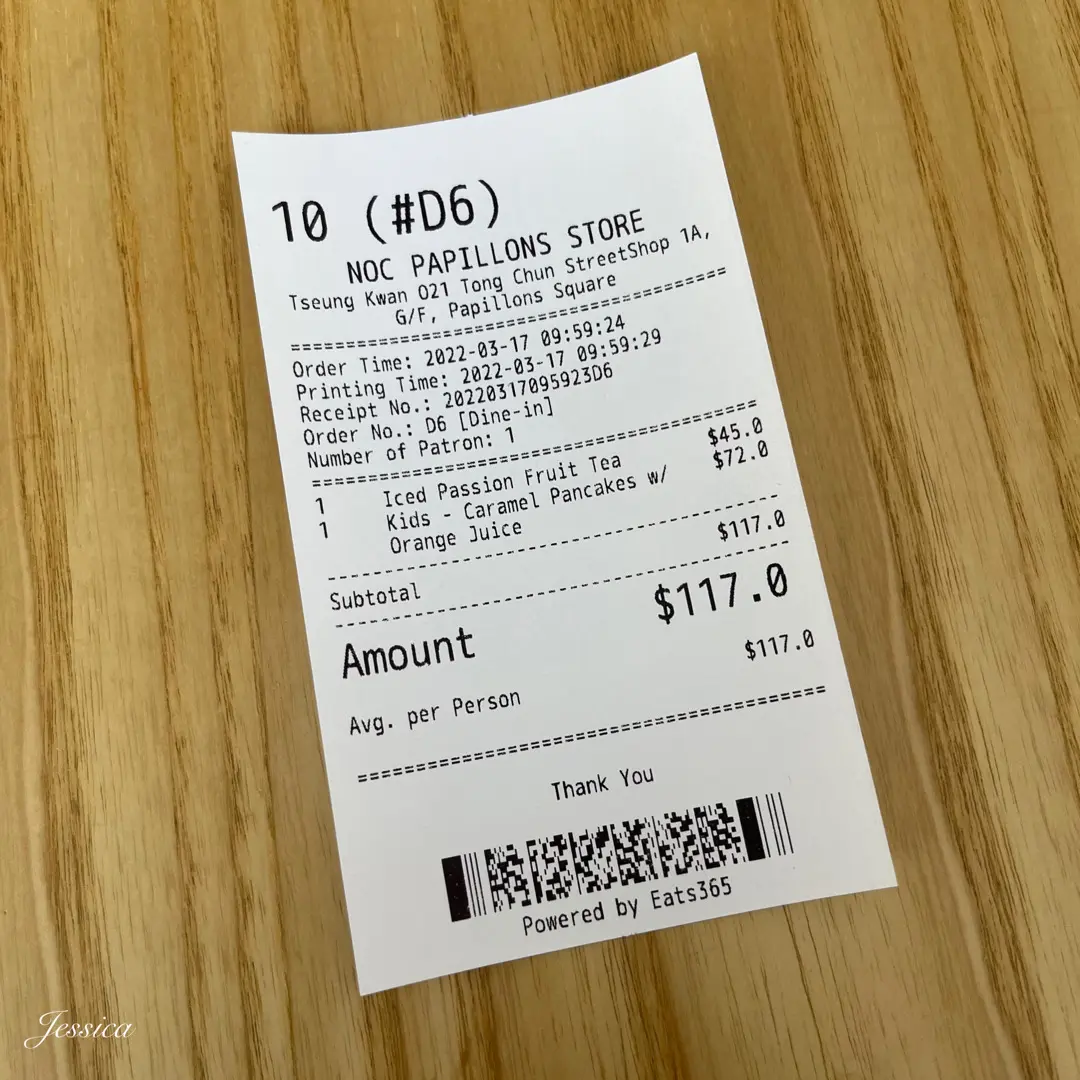 10 (#D6)
NOC PAPILLONS STORE
Tseung Kwan O21 Tong Chun StreetShop 1A,
G/F, Papillons Square
========================================
Order Time: 2022-03-17 09:59:24
Printing Time: 2022-03-17 09:59:29
Receipt No.: 20220317095923D6
Order No.: D6 [Dine-in]
Number of Patron: 1
========================================
1 Iced Passion Fruit Tea $45.0
1 Kids - Caramel Pancakes w/ $72.0
Orange Juice
----------------------------------------
Subtotal $117.0
----------------------------------------
Amount $117.0
Avg. per Person $117.0
========================================
Thank You
Powered by Eats365
Jessica